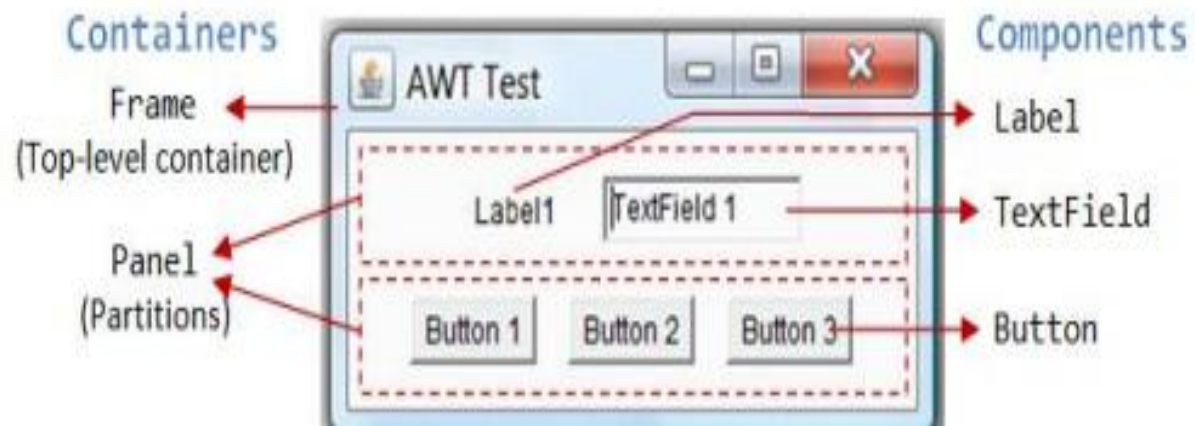 Containers
Components
AWT Test
Frame
(Top-level container)
Label
Label1
TextField 1
TextField
Panel
(Partitions)
Button 1
Button 2
Button 3
Button